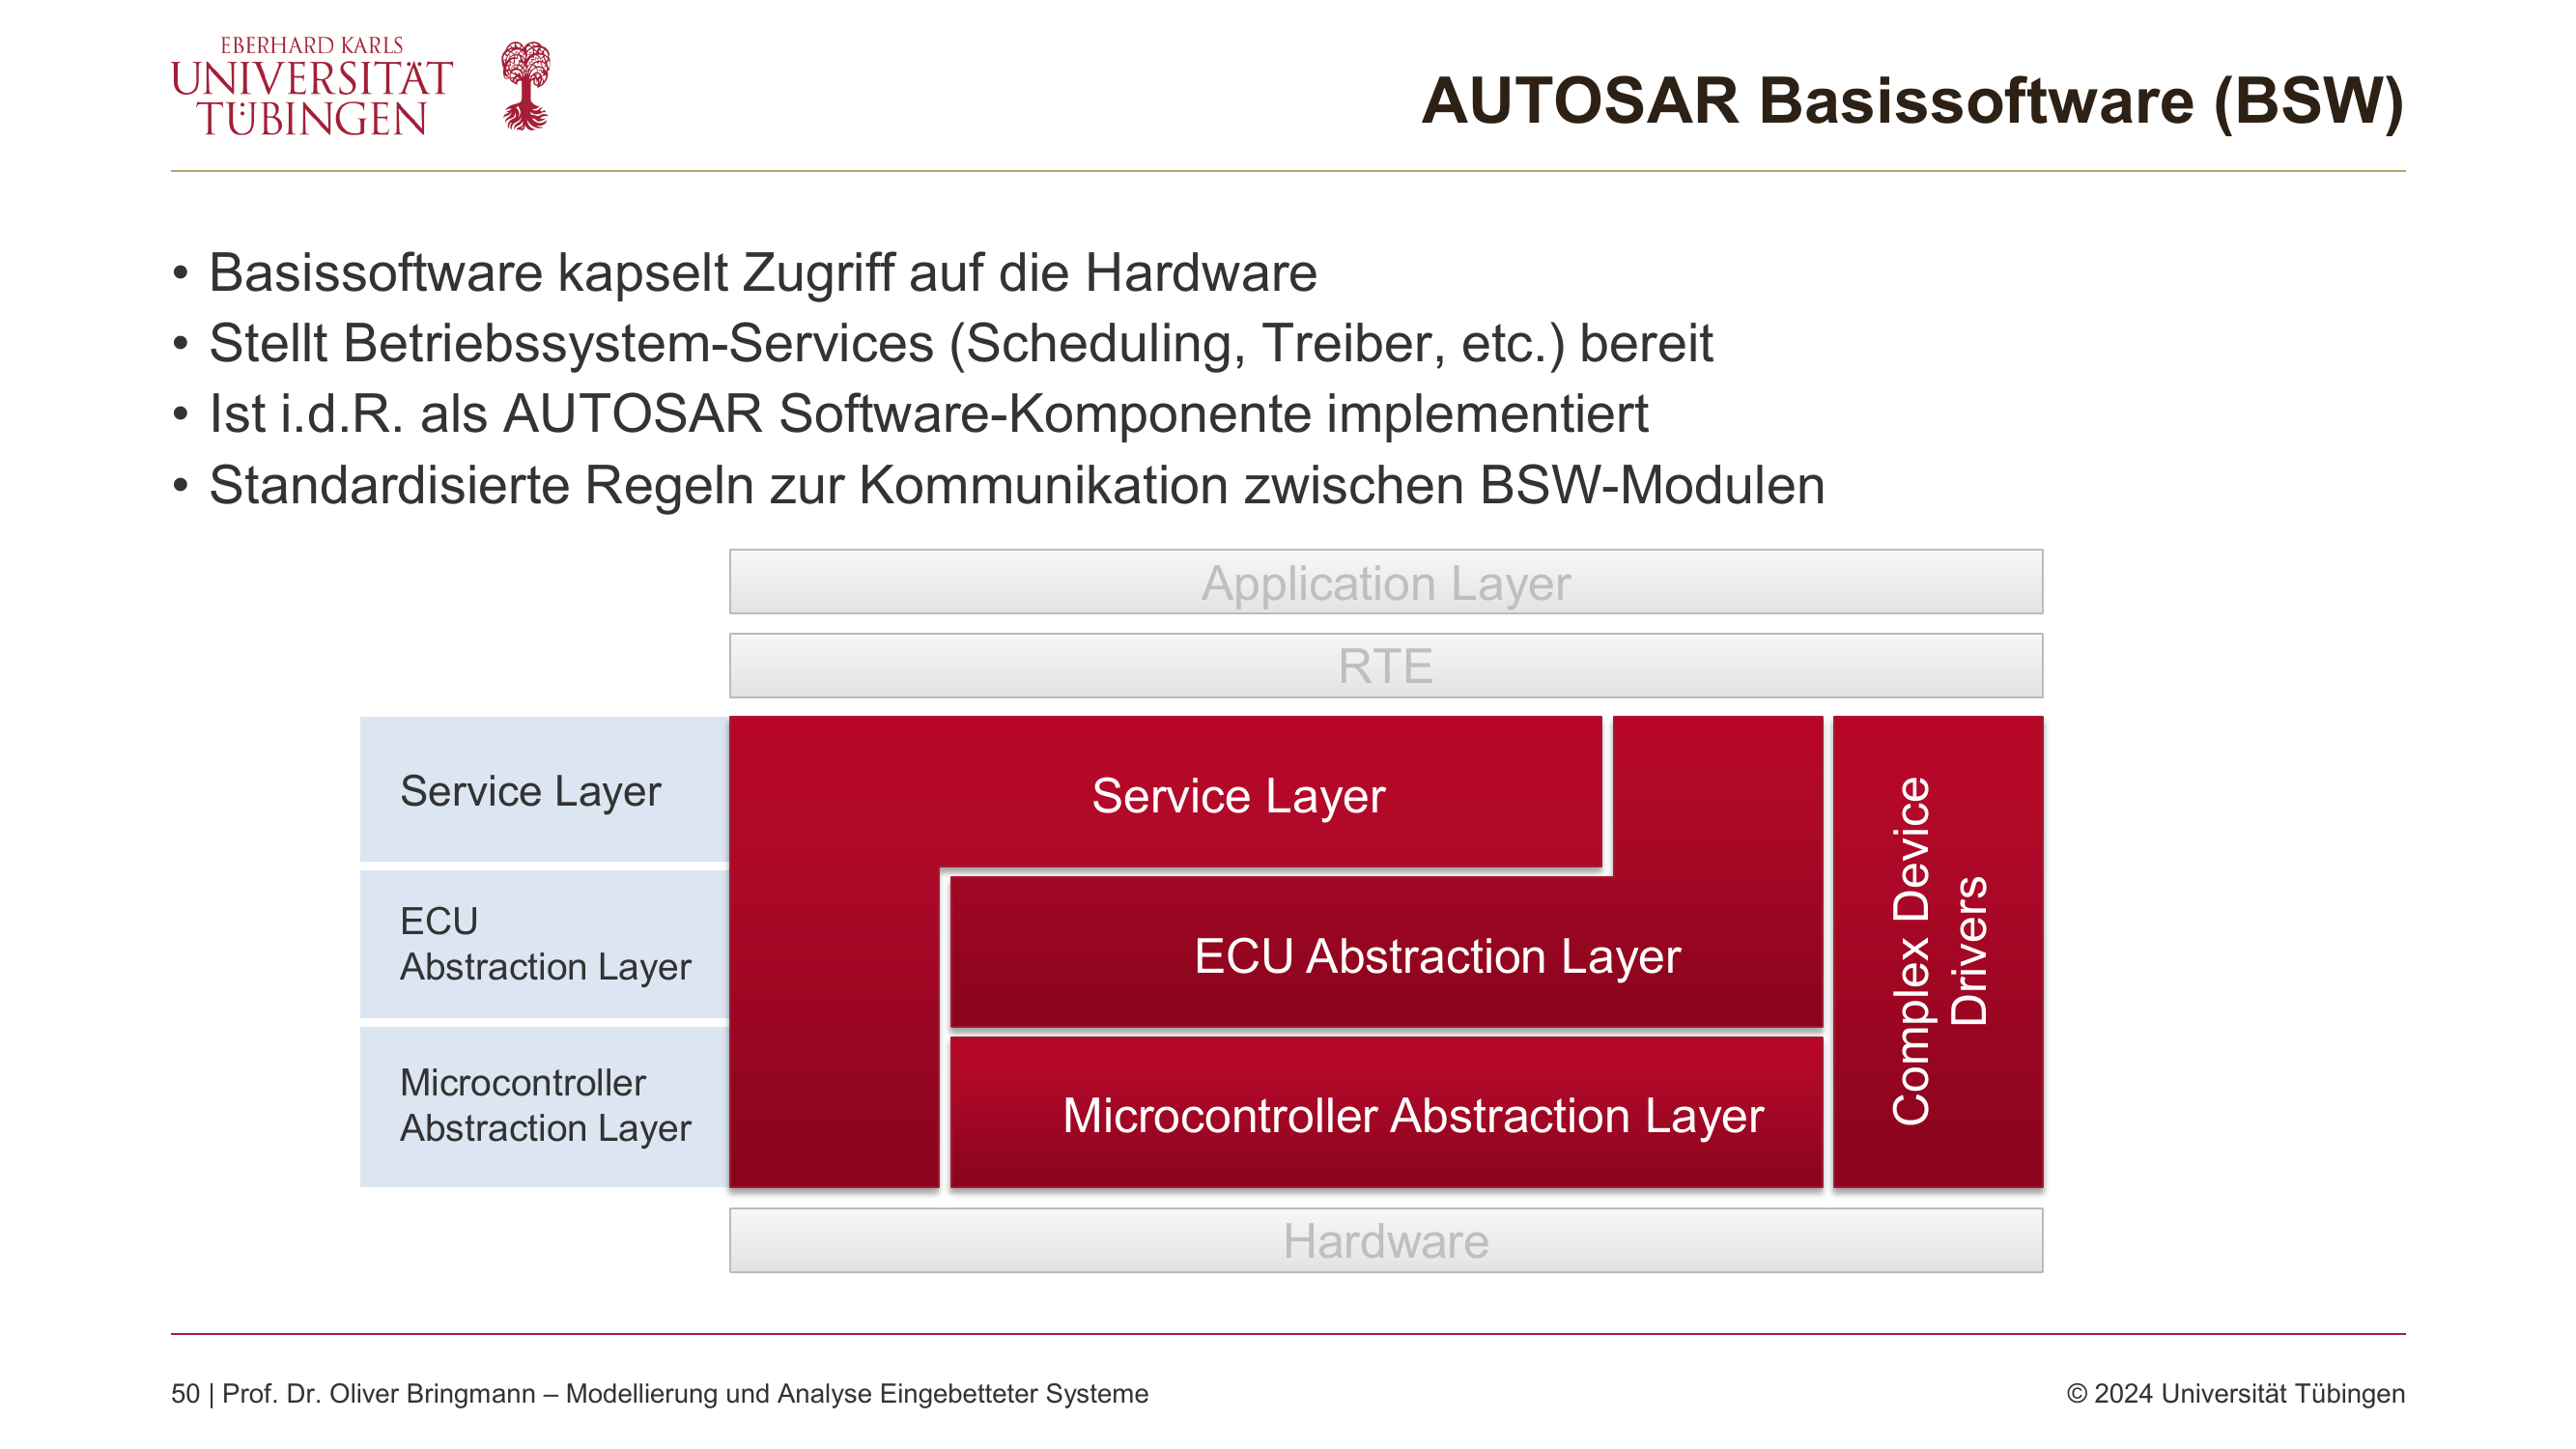 EBERHARD KARLS
UNIVERSITÄT
TÜBINGEN
AUTOSAR Basissoftware (BSW)
• Basissoftware kapselt Zugriff auf die Hardware
• Stellt Betriebssystem-Services (Scheduling, Treiber, etc.) bereit
• Ist i.d.R. als AUTOSAR Software-Komponente implementiert
• Standardisierte Regeln zur Kommunikation zwischen BSW-Modulen
Application Layer
RTE
Service Layer
ECU
Abstraction Layer
Microcontroller
Abstraction Layer
Service Layer
ECU Abstraction Layer
Microcontroller Abstraction Layer
Complex Device
Drivers
Hardware
50 | Prof. Dr. Oliver Bringmann – Modellierung und Analyse Eingebetteter Systeme
© 2024 Universität Tübingen